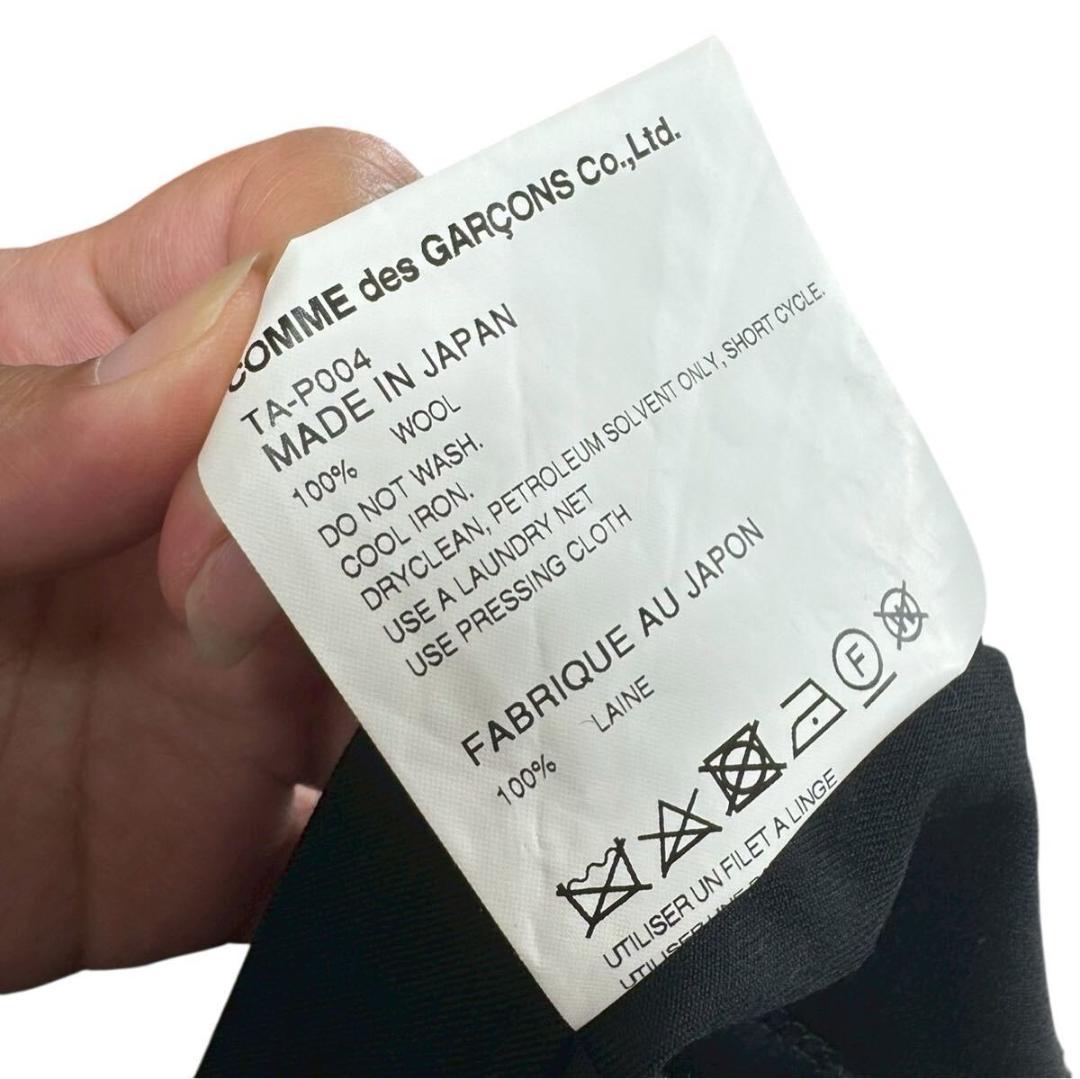 COMME des GARÇONS Co.,Ltd.
TA-P004
MADE IN JAPAN
100% WOOL
DO NOT WASH.
COOL IRON.
DRYCLEAN, PETROLEUM SOLVENT ONLY, SHORT CYCLE.
USE A LAUNDRY NET
USE PRESSING CLOTH
FABRIQUE AU JAPON
100% LAINE
F
W
UTILISER UN FILET A LINGE
UTILISER UNE